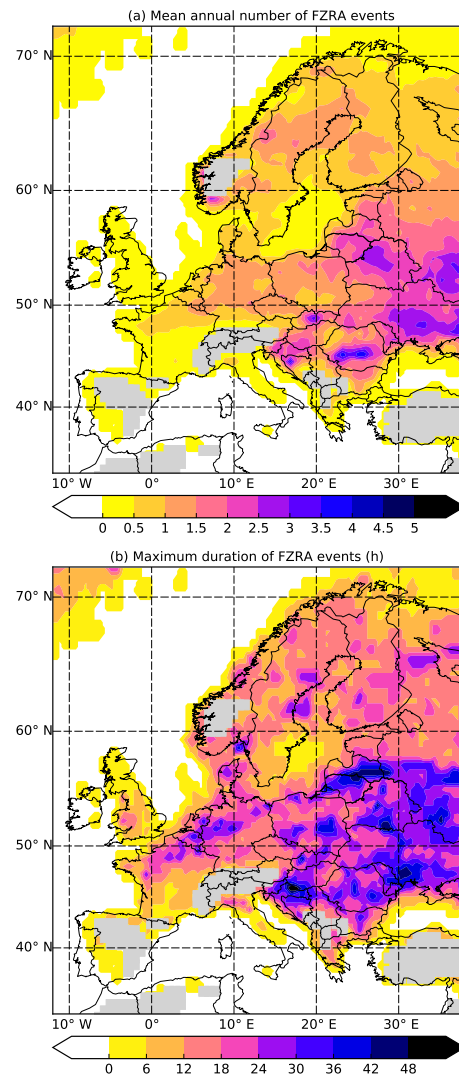 (a) Mean annual number of FZRA events
70° N
60° N
50° N
40° N
10° W 0° 10° E 20° E 30° E
0 0.5 1 1.5 2 2.5 3 3.5 4 4.5 5
(b) Maximum duration of FZRA events (h)
70° N
60° N
50° N
40° N
10° W 0° 10° E 20° E 30° E
0 6 12 18 24 30 36 42 48